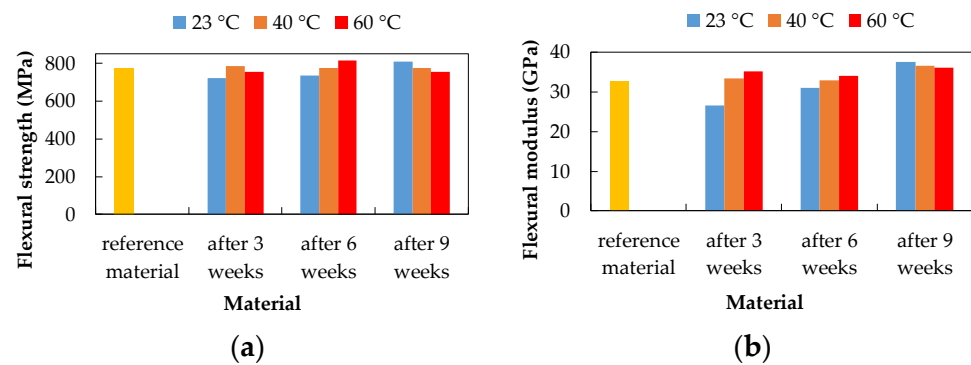 23 °C 40 °C 60 °C
Flexural strength (MPa)
800
600
400
200
0
reference material
after 3 weeks
after 6 weeks
after 9 weeks
Material
(a)
23 °C 40 °C 60 °C
Flexural modulus (GPa)
40
30
20
10
0
reference material
after 3 weeks
after 6 weeks
after 9 weeks
Material
(b)